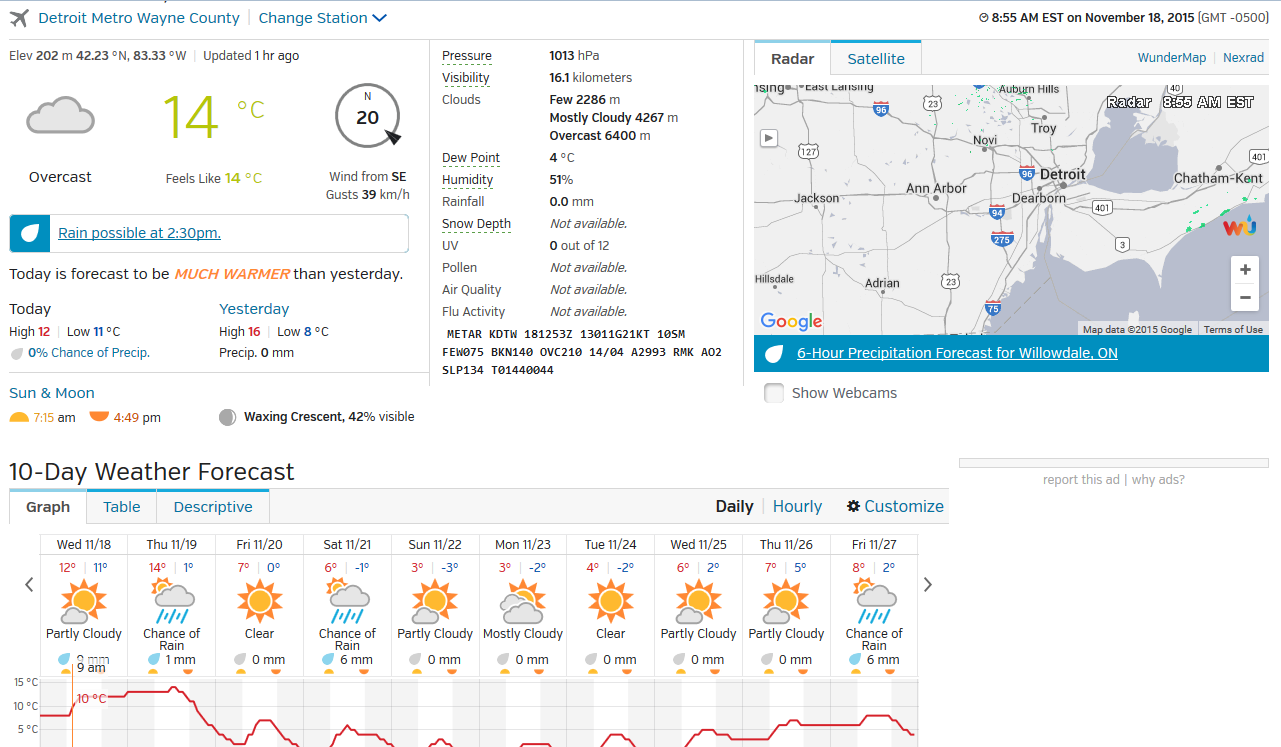 Detroit Metro Wayne County | Change Station
8:55 AM EST on November 18, 2015 (GMT -0500)
Elev 202 m 42.23 °N, 83.33 °W | Updated 1 hr ago
14 °C
Overcast
Feels Like 14 °C
N
20
Wind from SE
Gusts 39 km/h
Rain possible at 2:30pm.
Today is forecast to be MUCH WARMER than yesterday.
Today
High 12 | Low 11 °C
0% Chance of Precip.
Yesterday
High 16 | Low 8 °C
Precip. 0 mm
Sun & Moon
7:15 am 4:49 pm
Waxing Crescent, 42% visible
Pressure 1013 hPa
Visibility 16.1 kilometers
Clouds Few 2286 m
Mostly Cloudy 4267 m
Overcast 6400 m
Dew Point 4 °C
Humidity 51%
Rainfall 0.0 mm
Snow Depth Not available.
UV 0 out of 12
Pollen Not available.
Air Quality Not available.
Flu Activity Not available.
METAR KDTW 181253Z 13011G21KT 10SM
FEW075 BKN140 OVC210 14/04 A2993 RMK AO2
SLP134 T01440044
Radar Satellite WunderMap | Nexrad
Radar 8:55 AM EST
East Lansing
Auburn Hills
40
96
23
Troy
Novi
127
401
96
Detroit
Chatham-Kent
Ann Arbor
Jackson
Dearborn
94
401
275
3
Hillsdale
Adrian
23
75
+
−
Google
Map data ©2015 Google Terms of Use
6-Hour Precipitation Forecast for Willowdale, ON
Show Webcams
10-Day Weather Forecast
report this ad | why ads?
Graph Table Descriptive Daily | Hourly Customize
Wed 11/18 Thu 11/19 Fri 11/20 Sat 11/21 Sun 11/22 Mon 11/23 Tue 11/24 Wed 11/25 Thu 11/26 Fri 11/27
12° | 11° 14° | 1° 7° | 0° 6° | -1° 3° | -3° 3° | -2° 4° | -2° 6° | 2° 7° | 5° 8° | 2°
Partly Cloudy Chance of Rain Clear Chance of Rain Partly Cloudy Mostly Cloudy Clear Partly Cloudy Partly Cloudy Chance of Rain
mm 1 mm 0 mm 6 mm 0 mm 0 mm 0 mm 0 mm 0 mm 6 mm
9 am
15 °C
10 °C
10 °C
5 °C